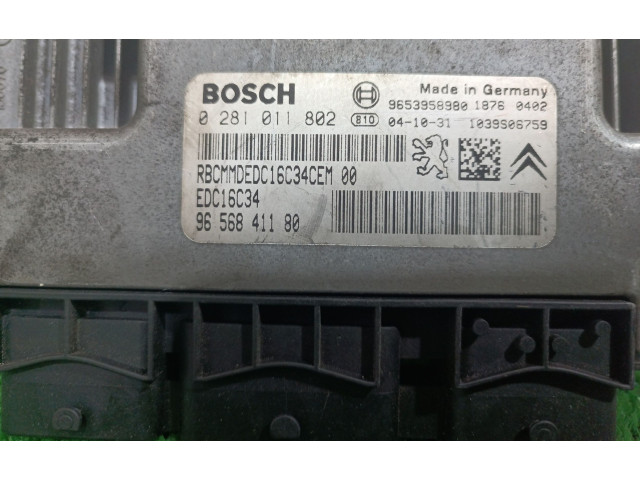 BOSCH
Made in Germany
9653958980 1876 0402
0 281 011 802 810 04-10-31 1039S06759
RBCMMDEDC16C34CEM 00
EDC16C34
96 568 411 80